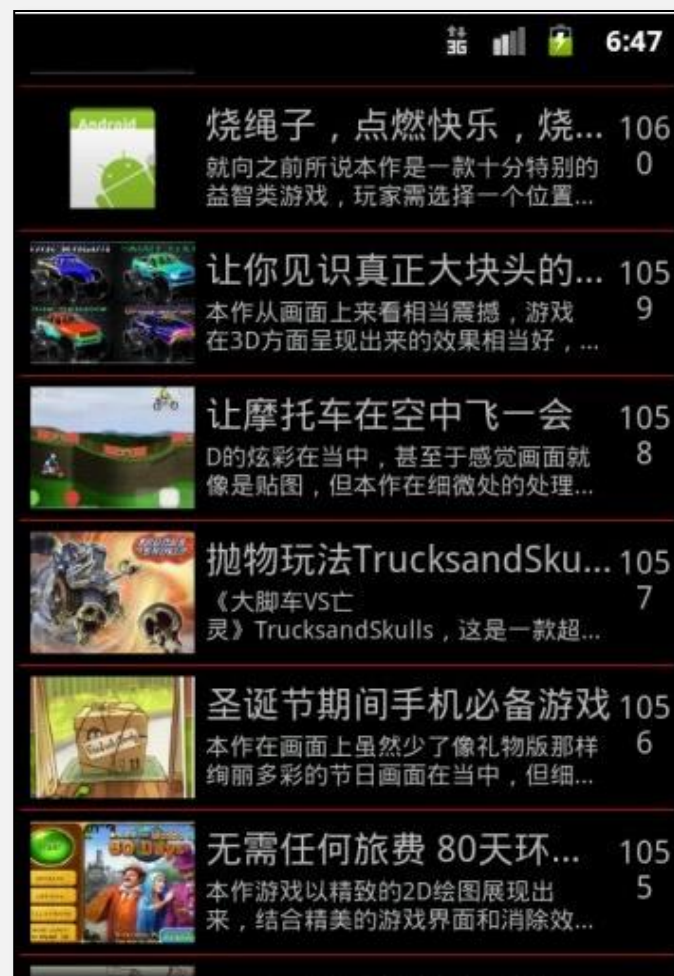 3G 6:47
Android
烧绳子，点燃快乐，烧... 106
就向之前所说本作是一款十分特别的 0
益智类游戏，玩家需选择一个位置...
让你见识真正大块头的... 105
本作从画面上来看相当震撼，游戏 9
在3D方面呈现出来的效果相当好，...
让摩托车在空中飞一会 105
D的炫彩在当中，甚至于感觉画面就 8
像是贴图，但本作在细微处的处理...
抛物玩法TrucksandSku... 105
《大脚车VS亡 7
灵》TrucksandSkulls，这是一款超...
圣诞节期间手机必备游戏 105
本作在画面上虽然少了像礼物版那样 6
绚丽多彩的节日画面在当中，但细...
无需任何旅费 80天环... 105
本作游戏以精致的2D绘图展现出 5
来，结合精美的游戏界面和消除效...
80 Days